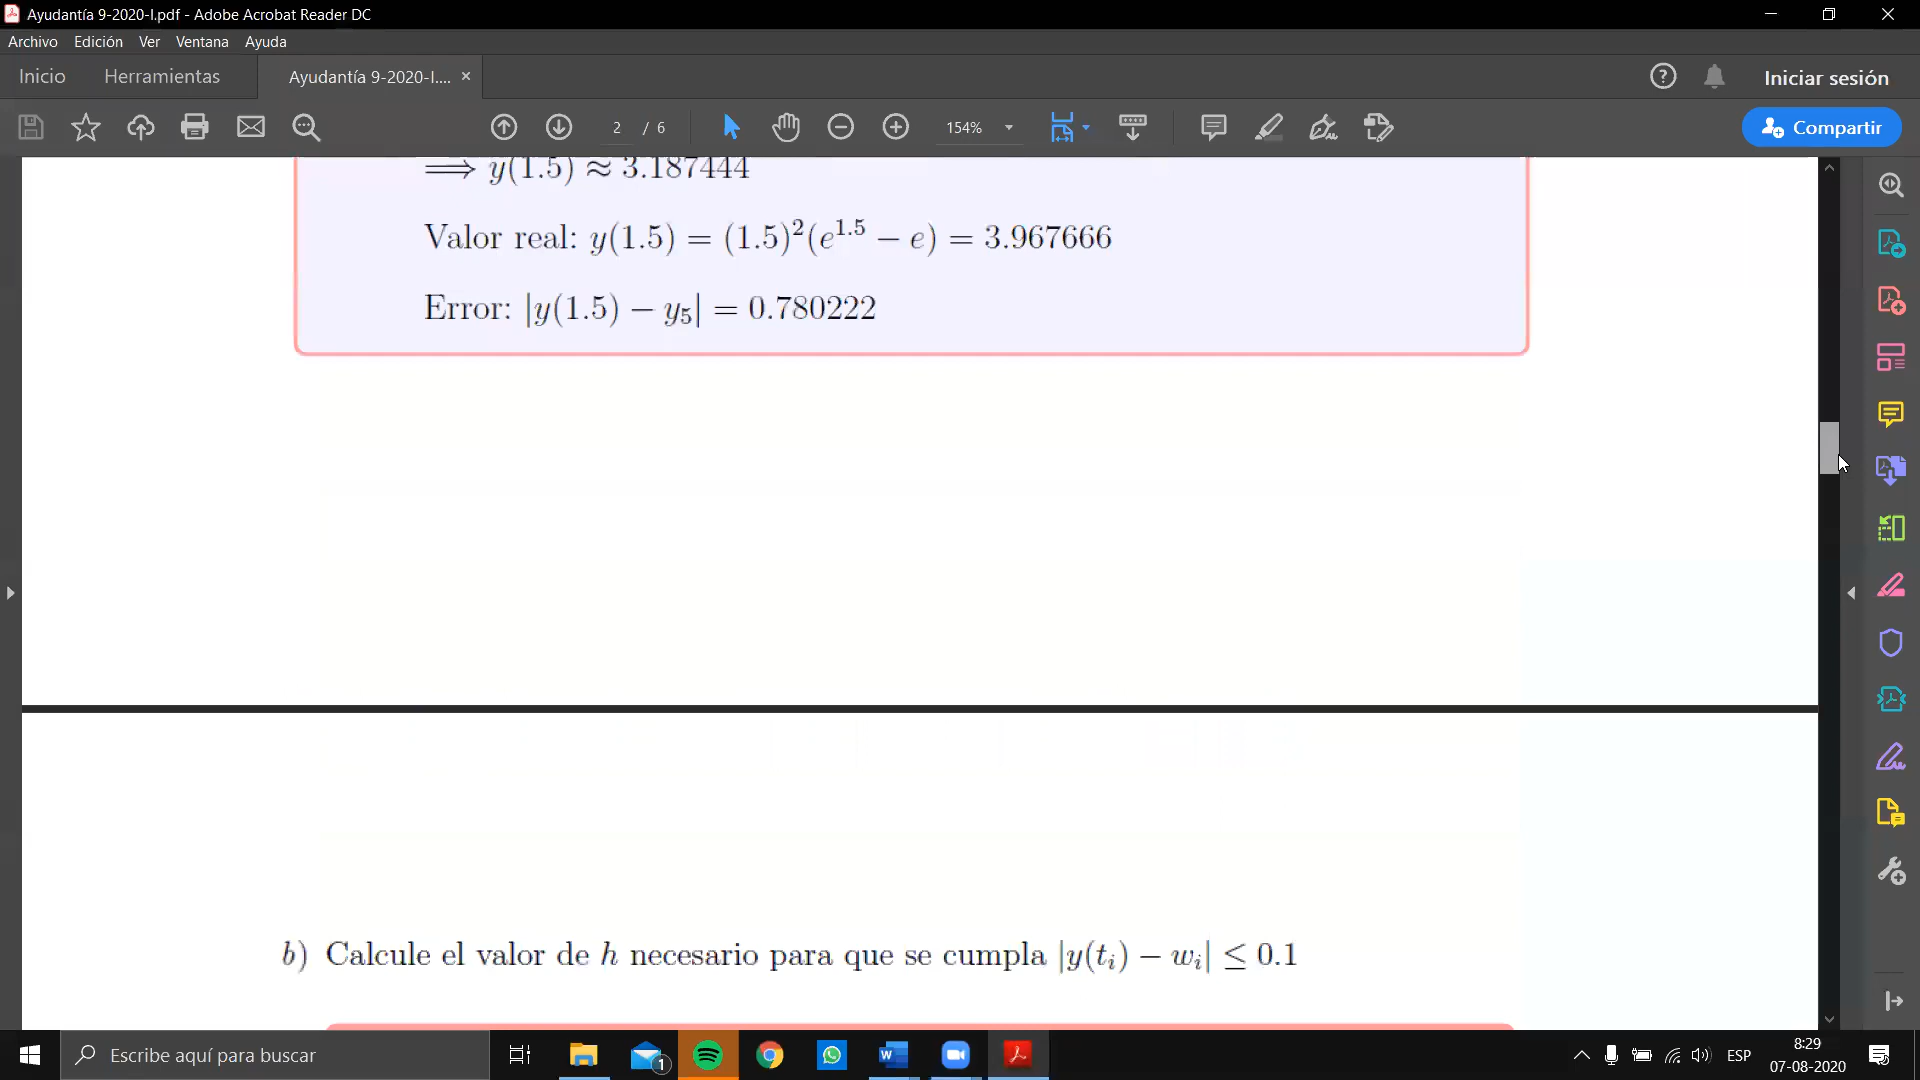 Ayudantía 9-2020-I.pdf - Adobe Acrobat Reader DC
Archivo Edición Ver Ventana Ayuda
Inicio Herramientas Ayudantía 9-2020-I.... × Iniciar sesión
2 / 6 154% Compartir
⟹ y(1.5) ≈ 3.187444
Valor real: y(1.5) = (1.5)²(e^{1.5} − e) = 3.967666
Error: |y(1.5) − y₅| = 0.780222
b) Calcule el valor de h necesario para que se cumpla |y(tᵢ) − wᵢ| ≤ 0.1
Escribe aquí para buscar 1 ESP 8:29
07-08-2020